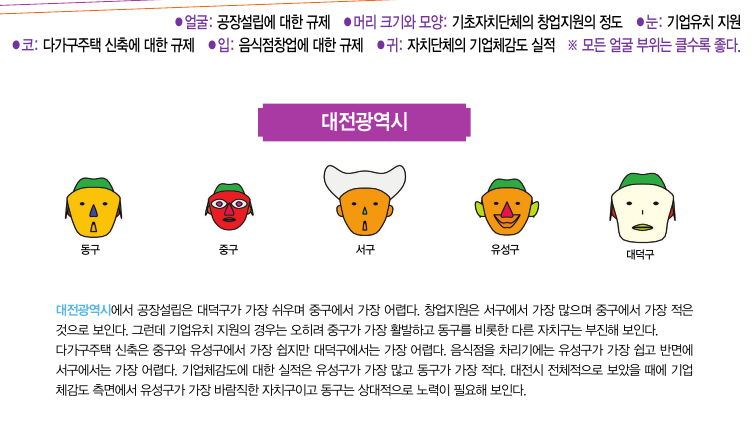 ●얼굴: 공장설립에 대한 규제 ●머리 크기와 모양: 기초자치단체의 창업지원의 정도 ●눈: 기업유치 지원
●코: 다가구주택 신축에 대한 규제 ●입: 음식점창업에 대한 규제 ●귀: 자치단체의 기업체감도 실적 ※ 모든 얼굴 부위는 클수록 좋다.
대전광역시
동구 중구 서구 유성구 대덕구
대전광역시에서 공장설립은 대덕구가 가장 쉬우며 중구에서 가장 어렵다. 창업지원은 서구에서 가장 많으며 중구에서 가장 적은
것으로 보인다. 그런데 기업유치 지원의 경우는 오히려 중구가 가장 활발하고 동구를 비롯한 다른 자치구는 부진해 보인다.
다가구주택 신축은 중구와 유성구에서 가장 쉽지만 대덕구에서는 가장 어렵다. 음식점을 차리기에는 유성구가 가장 쉽고 반면에
서구에서는 가장 어렵다. 기업체감도에 대한 실적은 유성구가 가장 많고 동구가 가장 적다. 대전시 전체적으로 보았을 때에 기업
체감도 측면에서 유성구가 가장 바람직한 자치구이고 동구는 상대적으로 노력이 필요해 보인다.